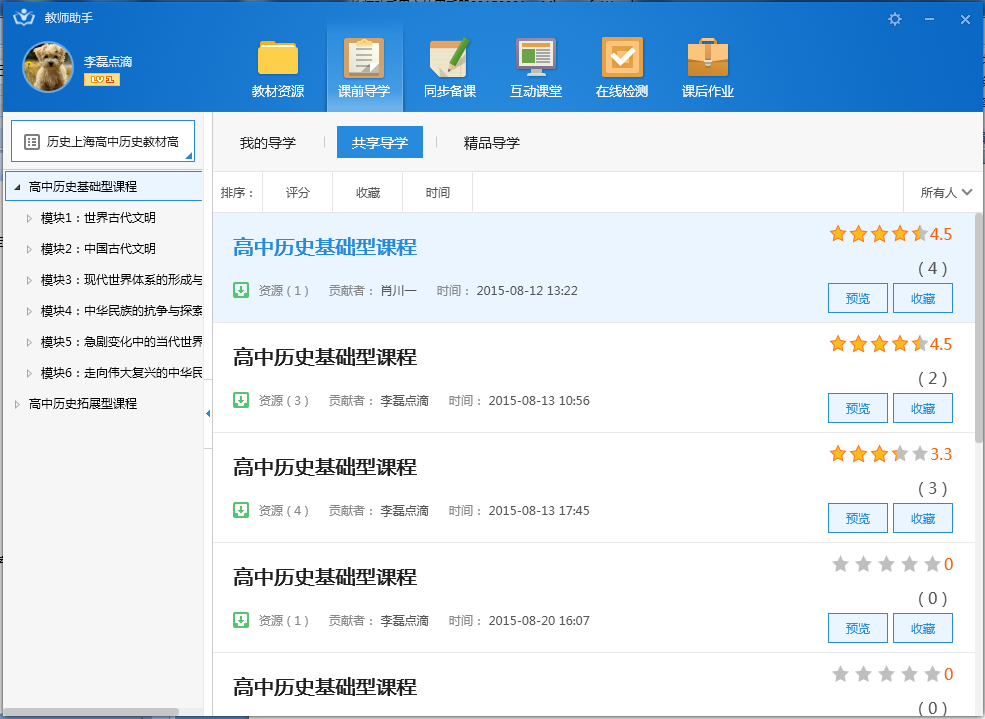 教师助手
李磊点滴
LV.1
教材资源
课前导学
同步备课
互动课堂
在线检测
课后作业
历史上海高中历史教材高
高中历史基础型课程
模块1：世界古代文明
模块2：中国古代文明
模块3：现代世界体系的形成与
模块4：中华民族的抗争与探索
模块5：急剧变化中的当代世界
模块6：走向伟大复兴的中华民
高中历史拓展型课程
我的导学
共享导学
精品导学
排序： 评分 收藏 时间 所有人
高中历史基础型课程 4.5
( 4 )
资源 ( 1 ) 贡献者： 肖川一 时间： 2015-08-12 13:22
预览 收藏
高中历史基础型课程 4.5
( 2 )
资源 ( 3 ) 贡献者： 李磊点滴 时间： 2015-08-13 10:56
预览 收藏
高中历史基础型课程 3.3
( 3 )
资源 ( 4 ) 贡献者： 李磊点滴 时间： 2015-08-13 17:45
预览 收藏
高中历史基础型课程 0
( 0 )
资源 ( 1 ) 贡献者： 李磊点滴 时间： 2015-08-20 16:07
预览 收藏
高中历史基础型课程 0
( 0 )